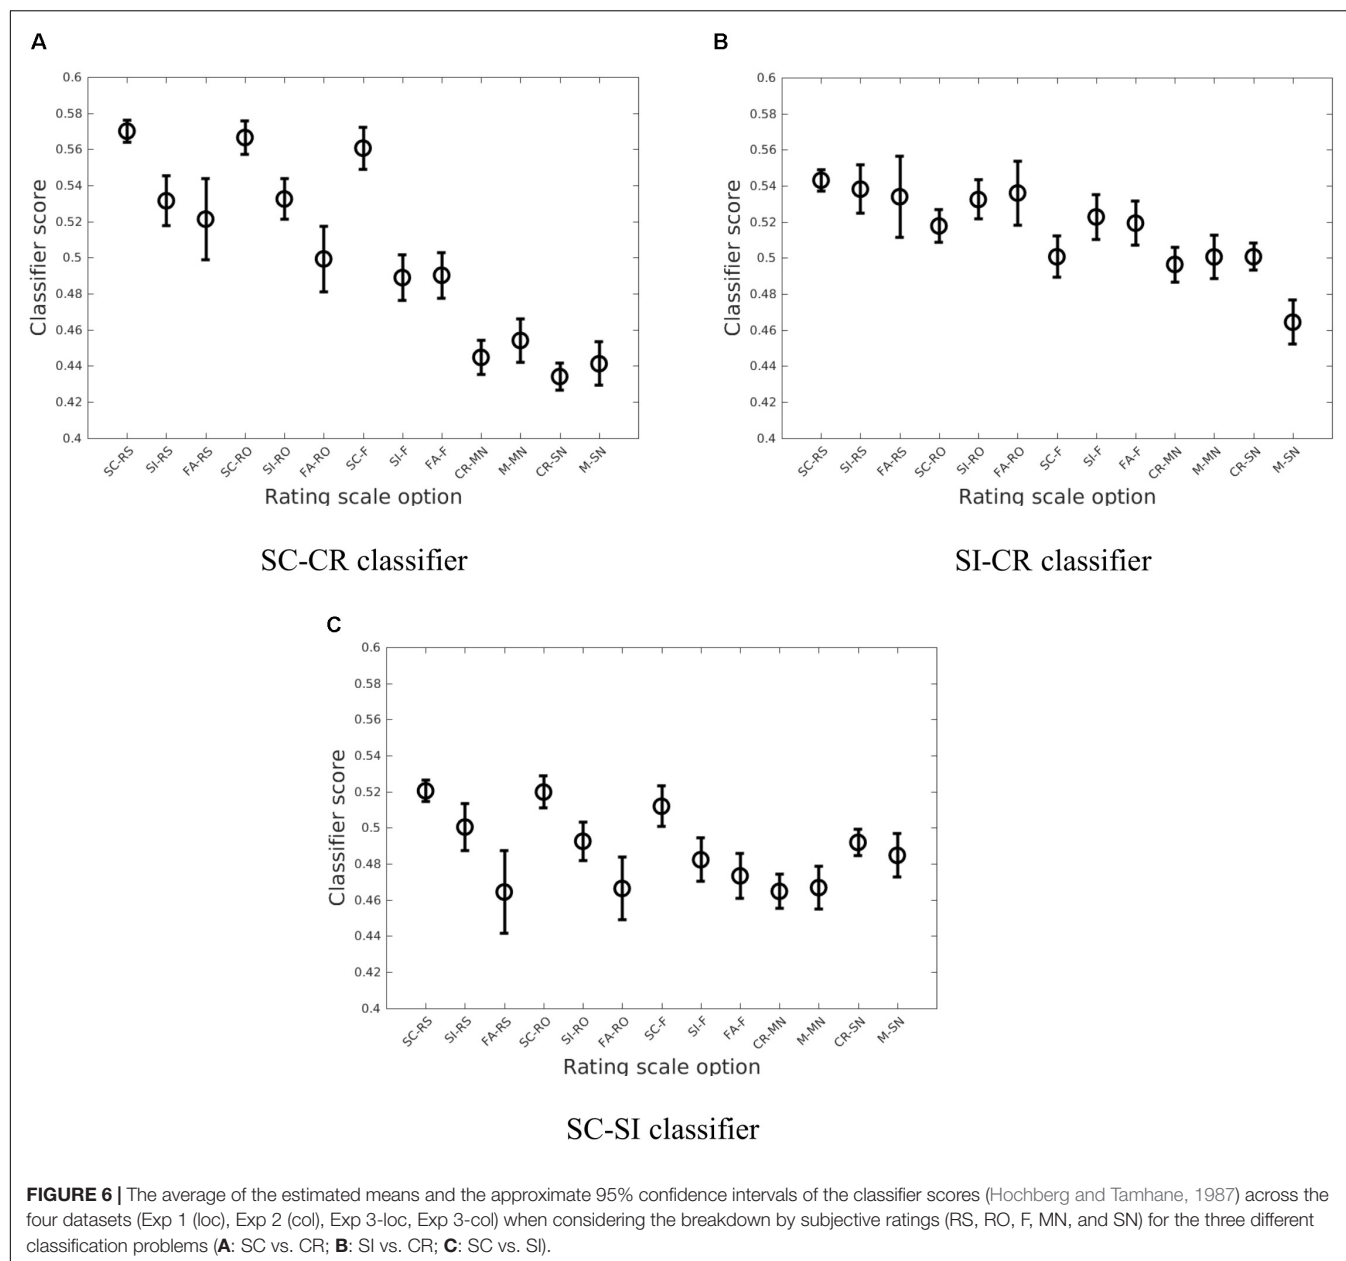 A
0.6
0.58
0.56
0.54
0.52
0.5
0.48
0.46
0.44
0.42
0.4
Classifier score
SC-RS SI-RS FA-RS SC-RO SI-RO FA-RO SC-F SI-F FA-F CR-MN M-MN CR-SN M-SN
Rating scale option
SC-CR classifier
B
0.6
0.58
0.56
0.54
0.52
0.5
0.48
0.46
0.44
0.42
0.4
Classifier score
SC-RS SI-RS FA-RS SC-RO SI-RO FA-RO SC-F SI-F FA-F CR-MN M-MN CR-SN M-SN
Rating scale option
SI-CR classifier
C
0.6
0.58
0.56
0.54
0.52
0.5
0.48
0.46
0.44
0.42
0.4
Classifier score
SC-RS SI-RS FA-RS SC-RO SI-RO FA-RO SC-F SI-F FA-F CR-MN M-MN CR-SN M-SN
Rating scale option
SC-SI classifier
FIGURE 6 | The average of the estimated means and the approximate 95% confidence intervals of the classifier scores (Hochberg and Tamhane, 1987) across the
four datasets (Exp 1 (loc), Exp 2 (col), Exp 3-loc, Exp 3-col) when considering the breakdown by subjective ratings (RS, RO, F, MN, and SN) for the three different
classification problems (A: SC vs. CR; B: SI vs. CR; C: SC vs. SI).